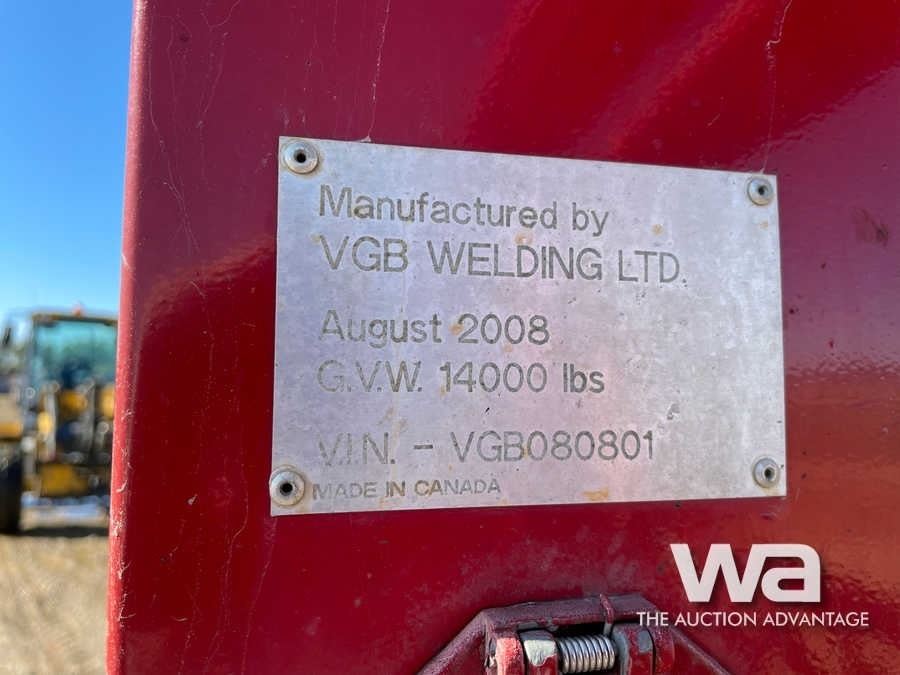 Manufactured by
VGB WELDING LTD.
August 2008
G.V.W. 14000 lbs
V.I.N. - VGB080801
MADE IN CANADA
wa
THE AUCTION ADVANTAGE